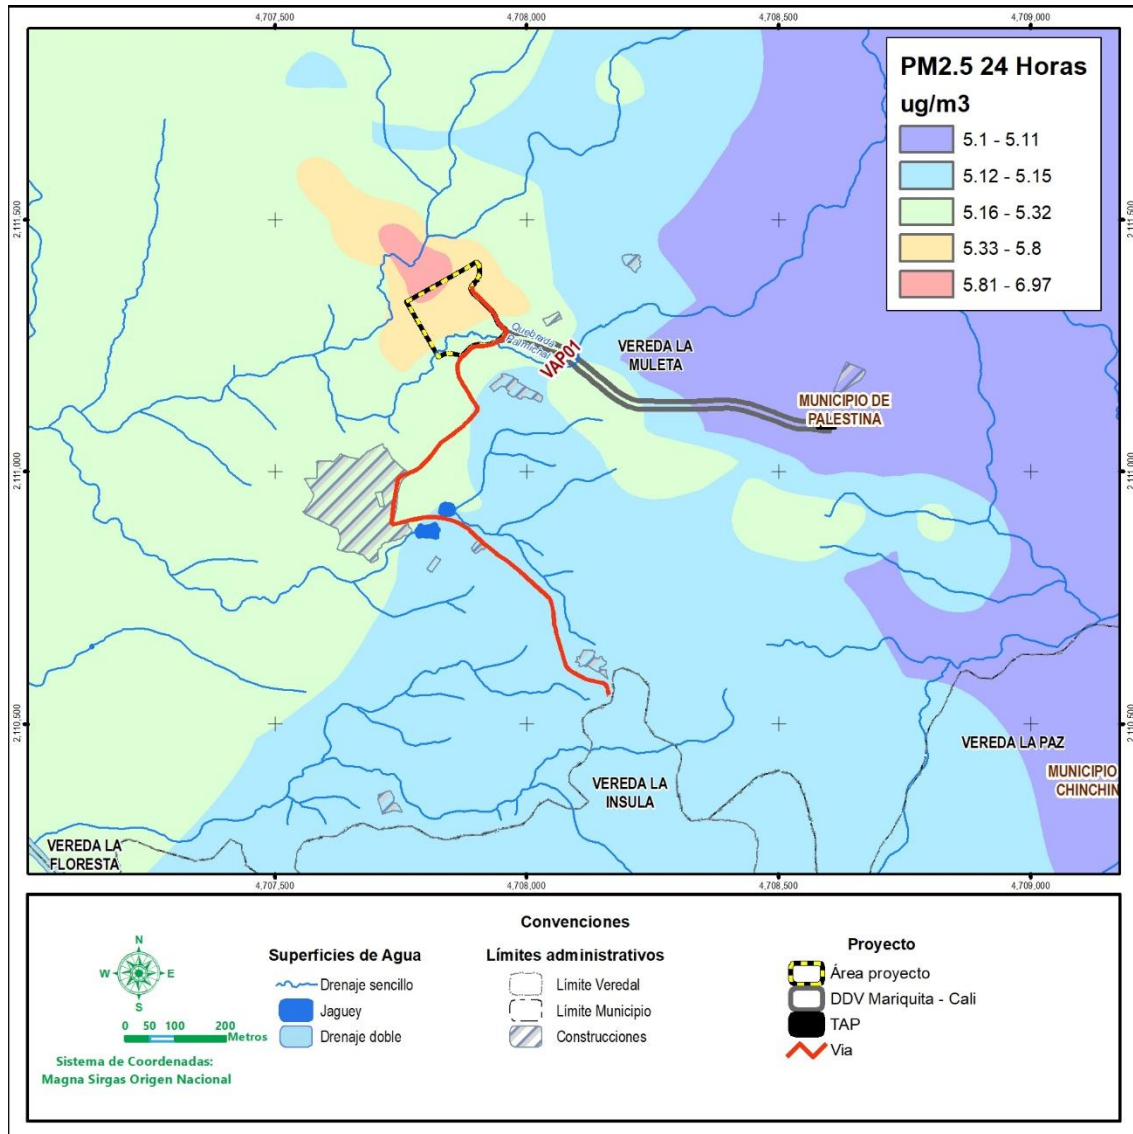 4,707,500
4,708,000
4,708,500
4,709,000
PM2.5 24 Horas
ug/m3
5.1 - 5.11
5.12 - 5.15
5.16 - 5.32
5.33 - 5.8
5.81 - 6.97
2,111,500
2,111,500
Quebrada
Palmichal
VAP01
VEREDA LA
MULETA
MUNICIPIO DE
PALESTINA
2,111,000
2,111,000
2,110,500
2,110,500
VEREDA LA PAZ
MUNICIPIO
CHINCHIN
VEREDA LA
INSULA
VEREDA LA
FLORESTA
4,707,500
4,708,000
4,708,500
4,709,000
Convenciones
N
W
E
S
0 50 100 200
Metros
Sistema de Coordenadas:
Magna Sirgas Origen Nacional
Superficies de Agua
Drenaje sencillo
Jaguey
Drenaje doble
Límites administrativos
Límite Veredal
Límite Municipio
Construcciones
Proyecto
Área proyecto
DDV Mariquita - Cali
TAP
Via